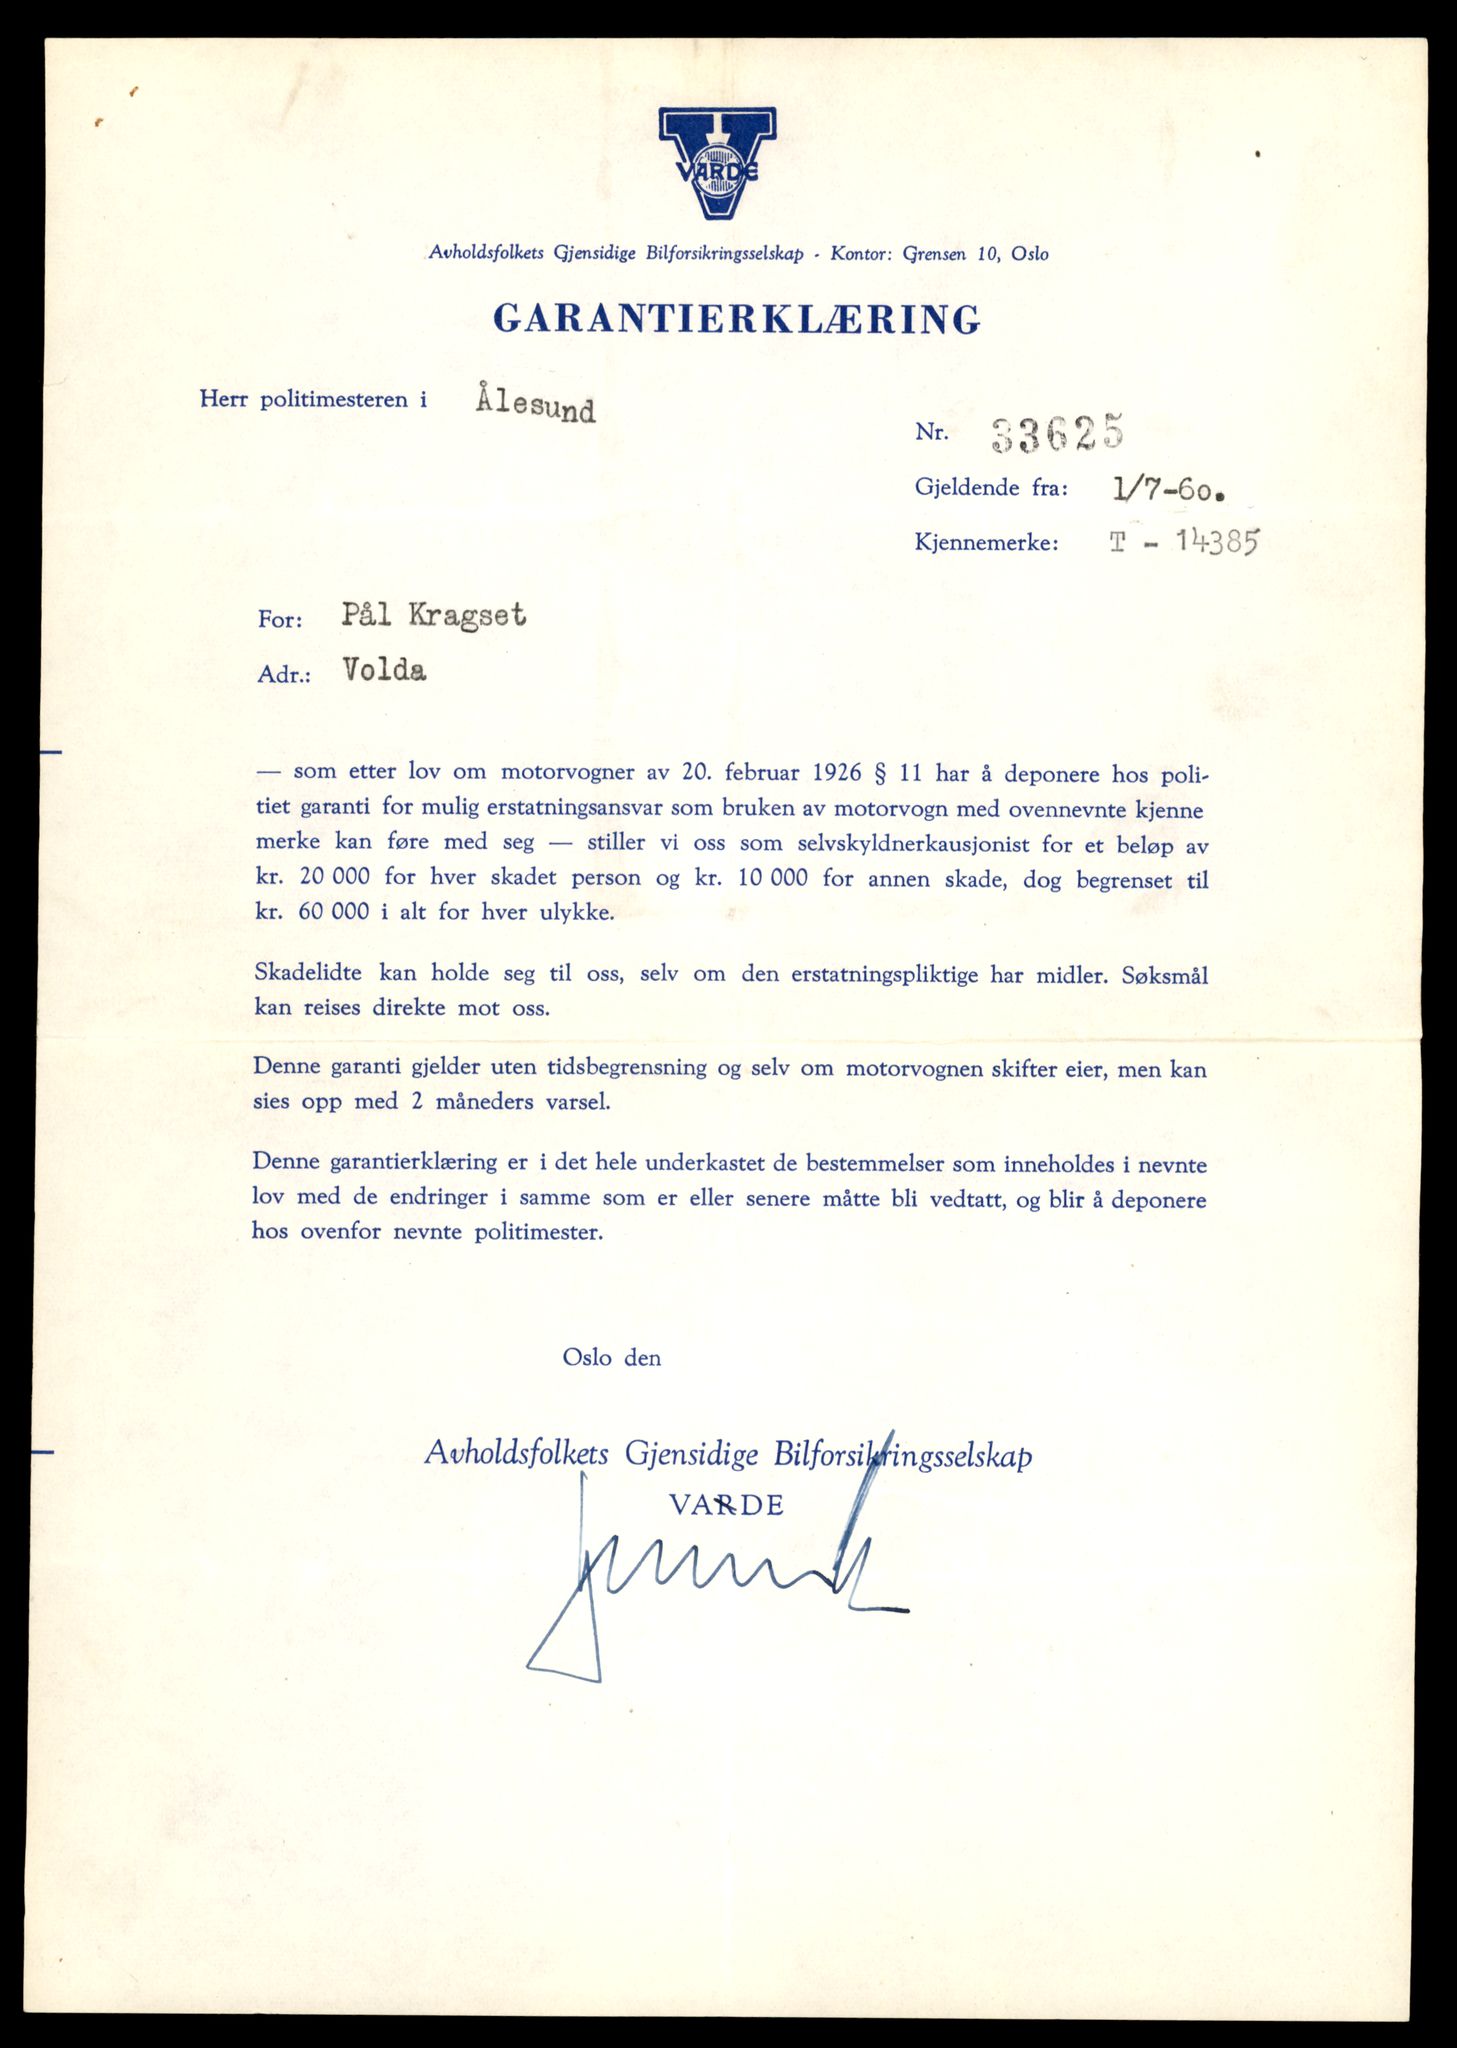 VARDE
Avholdsfolkets Gjensidige Bilforsikringsselskap - Kontor: Grensen 10, Oslo
GARANTIERKLÆRING
Herr politimesteren i Ålesund
Nr. 33625
Gjeldende fra: 1/7-60.
Kjennemerke: T - 14385
For: Pål Kragset
Adr.: Volda
— som etter lov om motorvogner av 20. februar 1926 § 11 har å deponere hos poli-
tiet garanti for mulig erstatningsansvar som bruken av motorvogn med ovennevnte kjenne
merke kan føre med seg — stiller vi oss som selvskyldnerkausjonist for et beløp av
kr. 20 000 for hver skadet person og kr. 10 000 for annen skade, dog begrenset til
kr. 60 000 i alt for hver ulykke.
Skadelidte kan holde seg til oss, selv om den erstatningspliktige har midler. Søksmål
kan reises direkte mot oss.
Denne garanti gjelder uten tidsbegrensning og selv om motorvognen skifter eier, men kan
sies opp med 2 måneders varsel.
Denne garantierklæring er i det hele underkastet de bestemmelser som inneholdes i nevnte
lov med de endringer i samme som er eller senere måtte bli vedtatt, og blir å deponere
hos ovenfor nevnte politimester.
Oslo den
Avholdsfolkets Gjensidige Bilforsikringsselskap
VARDE